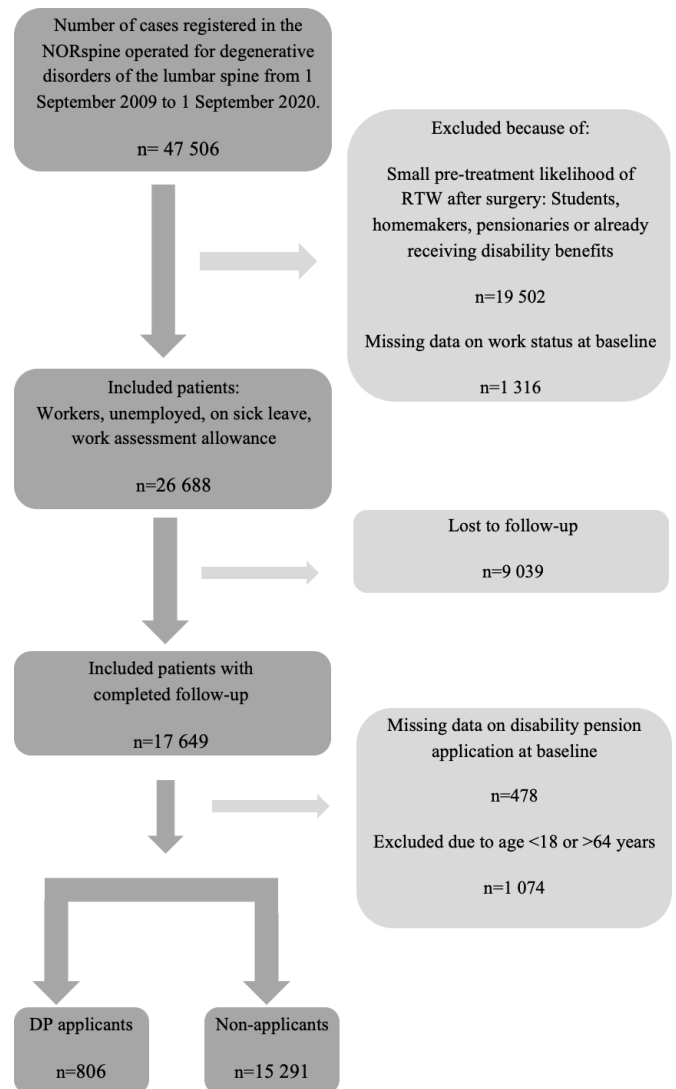 Number of cases registered in the
NORspine operated for degenerative
disorders of the lumbar spine from 1
September 2009 to 1 September 2020.
n= 47 506
Excluded because of:
Small pre-treatment likelihood of
RTW after surgery: Students,
homemakers, pensionaries or already
receiving disability benefits
n=19 502
Missing data on work status at baseline
n=1 316
Included patients:
Workers, unemployed, on sick leave,
work assessment allowance
n=26 688
Lost to follow-up
n=9 039
Included patients with
completed follow-up
n=17 649
Missing data on disability pension
application at baseline
n=478
Excluded due to age <18 or >64 years
n=1 074
DP applicants
n=806
Non-applicants
n=15 291